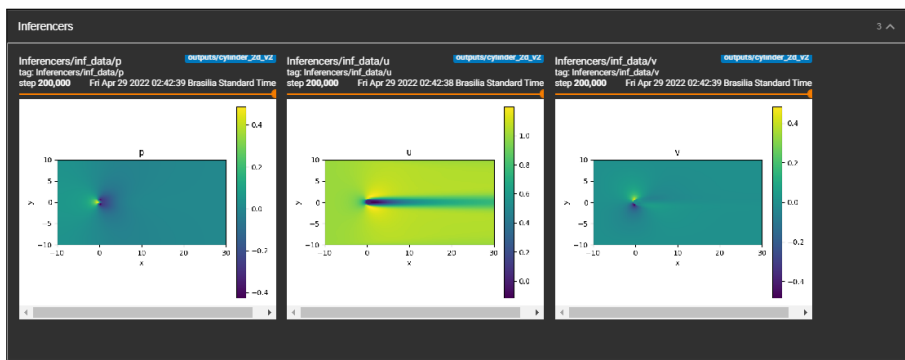 Inferencers
3
Inferencers/inf_data/p
outputs/cylinder_2d_v2
tag: Inferencers/inf_data/p
step 200,000 Fri Apr 29 2022 02:42:39 Brasilia Standard Time
p
10
5
0
−5
−10
y
−10 0 10 20 30
x
0.4
0.2
0.0
−0.2
−0.4
Inferencers/inf_data/u
outputs/cylinder_2d_v2
tag: Inferencers/inf_data/u
step 200,000 Fri Apr 29 2022 02:42:38 Brasilia Standard Time
u
10
5
0
−5
−10
y
−10 0 10 20 30
x
1.0
0.8
0.6
0.4
0.2
0.0
Inferencers/inf_data/v
outputs/cylinder_2d_v2
tag: Inferencers/inf_data/v
step 200,000 Fri Apr 29 2022 02:42:39 Brasilia Standard Time
v
10
5
0
−5
−10
y
−10 0 10 20 30
x
0.4
0.2
0.0
−0.2
−0.4